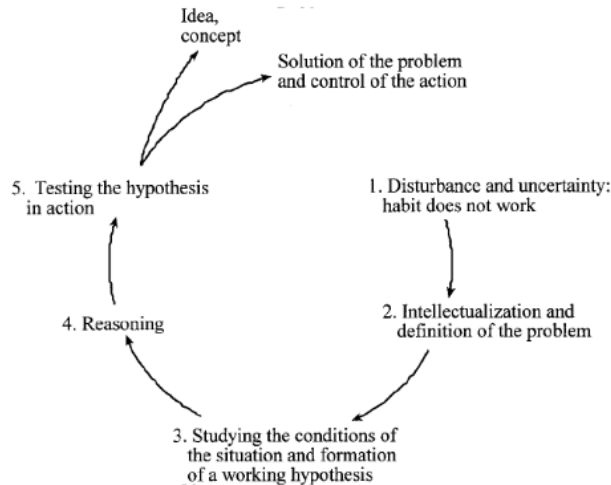 Idea,
concept
Solution of the problem
and control of the action
5. Testing the hypothesis
in action
1. Disturbance and uncertainty:
habit does not work
4. Reasoning
2. Intellectualization and
definition of the problem
3. Studying the conditions of
the situation and formation
of a working hypothesis